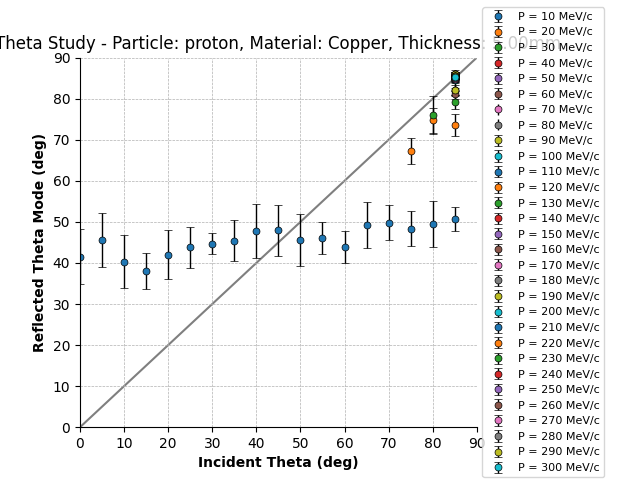 Theta Study - Particle: proton, Material: Copper, Thickness: 5.00mm
Reflected Theta Mode (deg)
90
80
70
60
50
40
30
20
10
0
0 10 20 30 40 50 60 70 80 90
Incident Theta (deg)
P = 10 MeV/c
P = 20 MeV/c
P = 30 MeV/c
P = 40 MeV/c
P = 50 MeV/c
P = 60 MeV/c
P = 70 MeV/c
P = 80 MeV/c
P = 90 MeV/c
P = 100 MeV/c
P = 110 MeV/c
P = 120 MeV/c
P = 130 MeV/c
P = 140 MeV/c
P = 150 MeV/c
P = 160 MeV/c
P = 170 MeV/c
P = 180 MeV/c
P = 190 MeV/c
P = 200 MeV/c
P = 210 MeV/c
P = 220 MeV/c
P = 230 MeV/c
P = 240 MeV/c
P = 250 MeV/c
P = 260 MeV/c
P = 270 MeV/c
P = 280 MeV/c
P = 290 MeV/c
P = 300 MeV/c